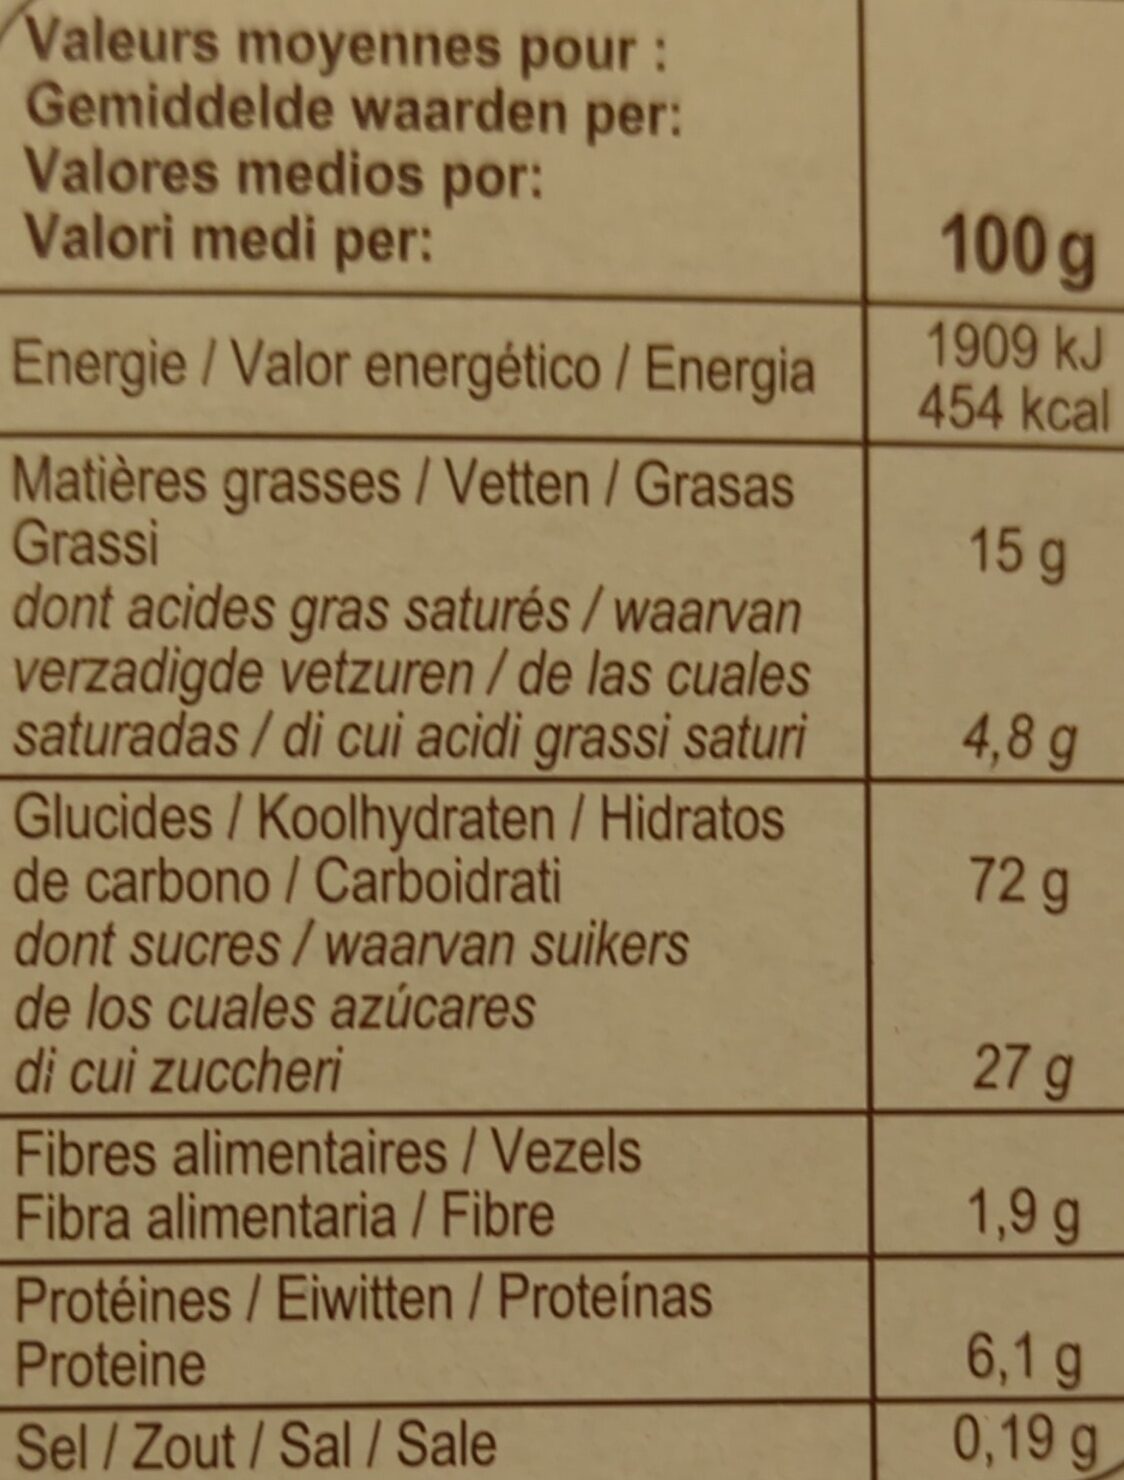 Valeurs moyennes pour :
Gemiddelde waarden per:
Valores medios por:
Valori medi per:
100 g
Energie / Valor energético / Energia
1909 kJ
454 kcal
Matières grasses / Vetten / Grasas
Grassi
15 g
dont acides gras saturés / waarvan
verzadigde vetzuren / de las cuales
saturadas / di cui acidi grassi saturi
4,8 g
Glucides / Koolhydraten / Hidratos
de carbono / Carboidrati
72 g
dont sucres / waarvan suikers
de los cuales azúcares
di cui zuccheri
27 g
Fibres alimentaires / Vezels
Fibra alimentaria / Fibre
1,9 g
Protéines / Eiwitten / Proteínas
Proteine
6,1 g
Sel / Zout / Sal / Sale
0,19 g